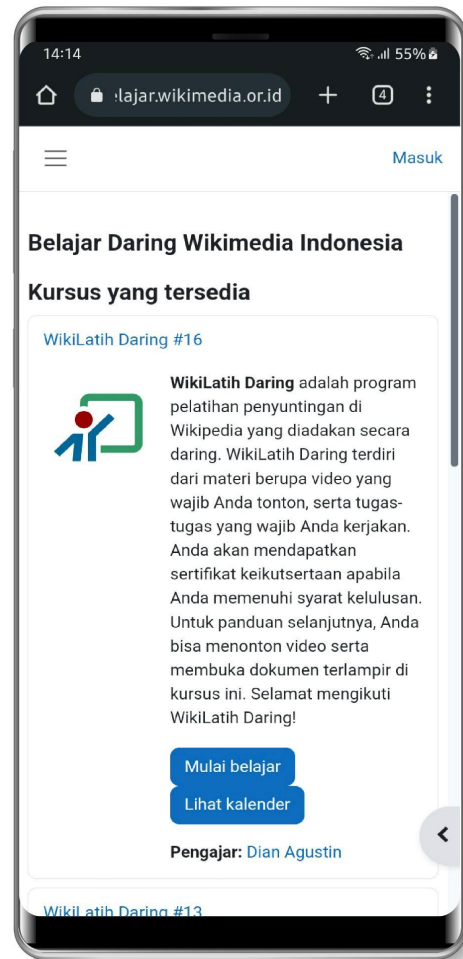 14:14
55%
elajar.wikimedia.or.id
4
Masuk
Belajar Daring Wikimedia Indonesia
Kursus yang tersedia
WikiLatih Daring #16
WikiLatih Daring adalah program
pelatihan penyuntingan di
Wikipedia yang diadakan secara
daring. WikiLatih Daring terdiri
dari materi berupa video yang
wajib Anda tonton, serta tugas-
tugas yang wajib Anda kerjakan.
Anda akan mendapatkan
sertifikat keikutsertaan apabila
Anda memenuhi syarat kelulusan.
Untuk panduan selanjutnya, Anda
bisa menonton video serta
membuka dokumen terlampir di
kursus ini. Selamat mengikuti
WikiLatih Daring!
Mulai belajar
Lihat kalender
Pengajar: Dian Agustin
WikiLatih Daring #13